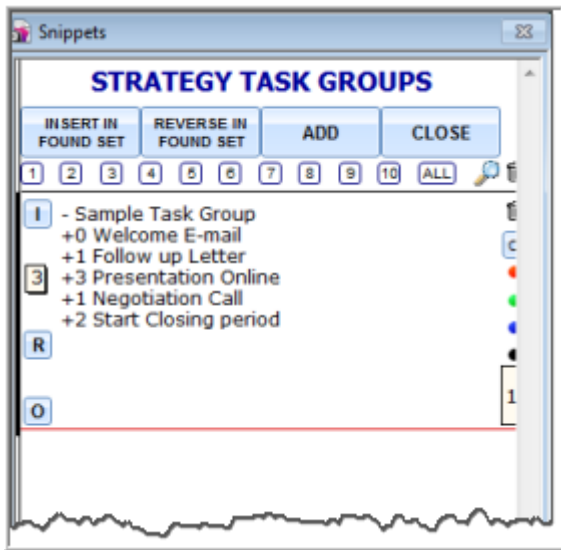 Snippets
STRATEGY TASK GROUPS
INSERT IN FOUND SET
REVERSE IN FOUND SET
ADD
CLOSE
1 2 3 4 5 6 7 8 9 10 ALL
I
- Sample Task Group
+0 Welcome E-mail
+1 Follow up Letter
3
+3 Presentation Online
+1 Negotiation Call
+2 Start Closing period
R
O
1